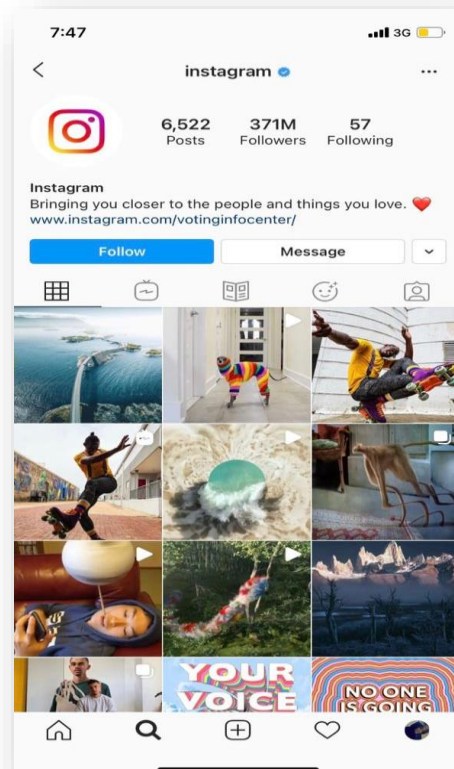 7:47 3G
instagram
6,522 371M 57
Posts Followers Following
Instagram
Bringing you closer to the people and things you love. ❤️
www.instagram.com/votinginfocenter/
Follow Message
YOUR NO ONE
VOICE IS GOING